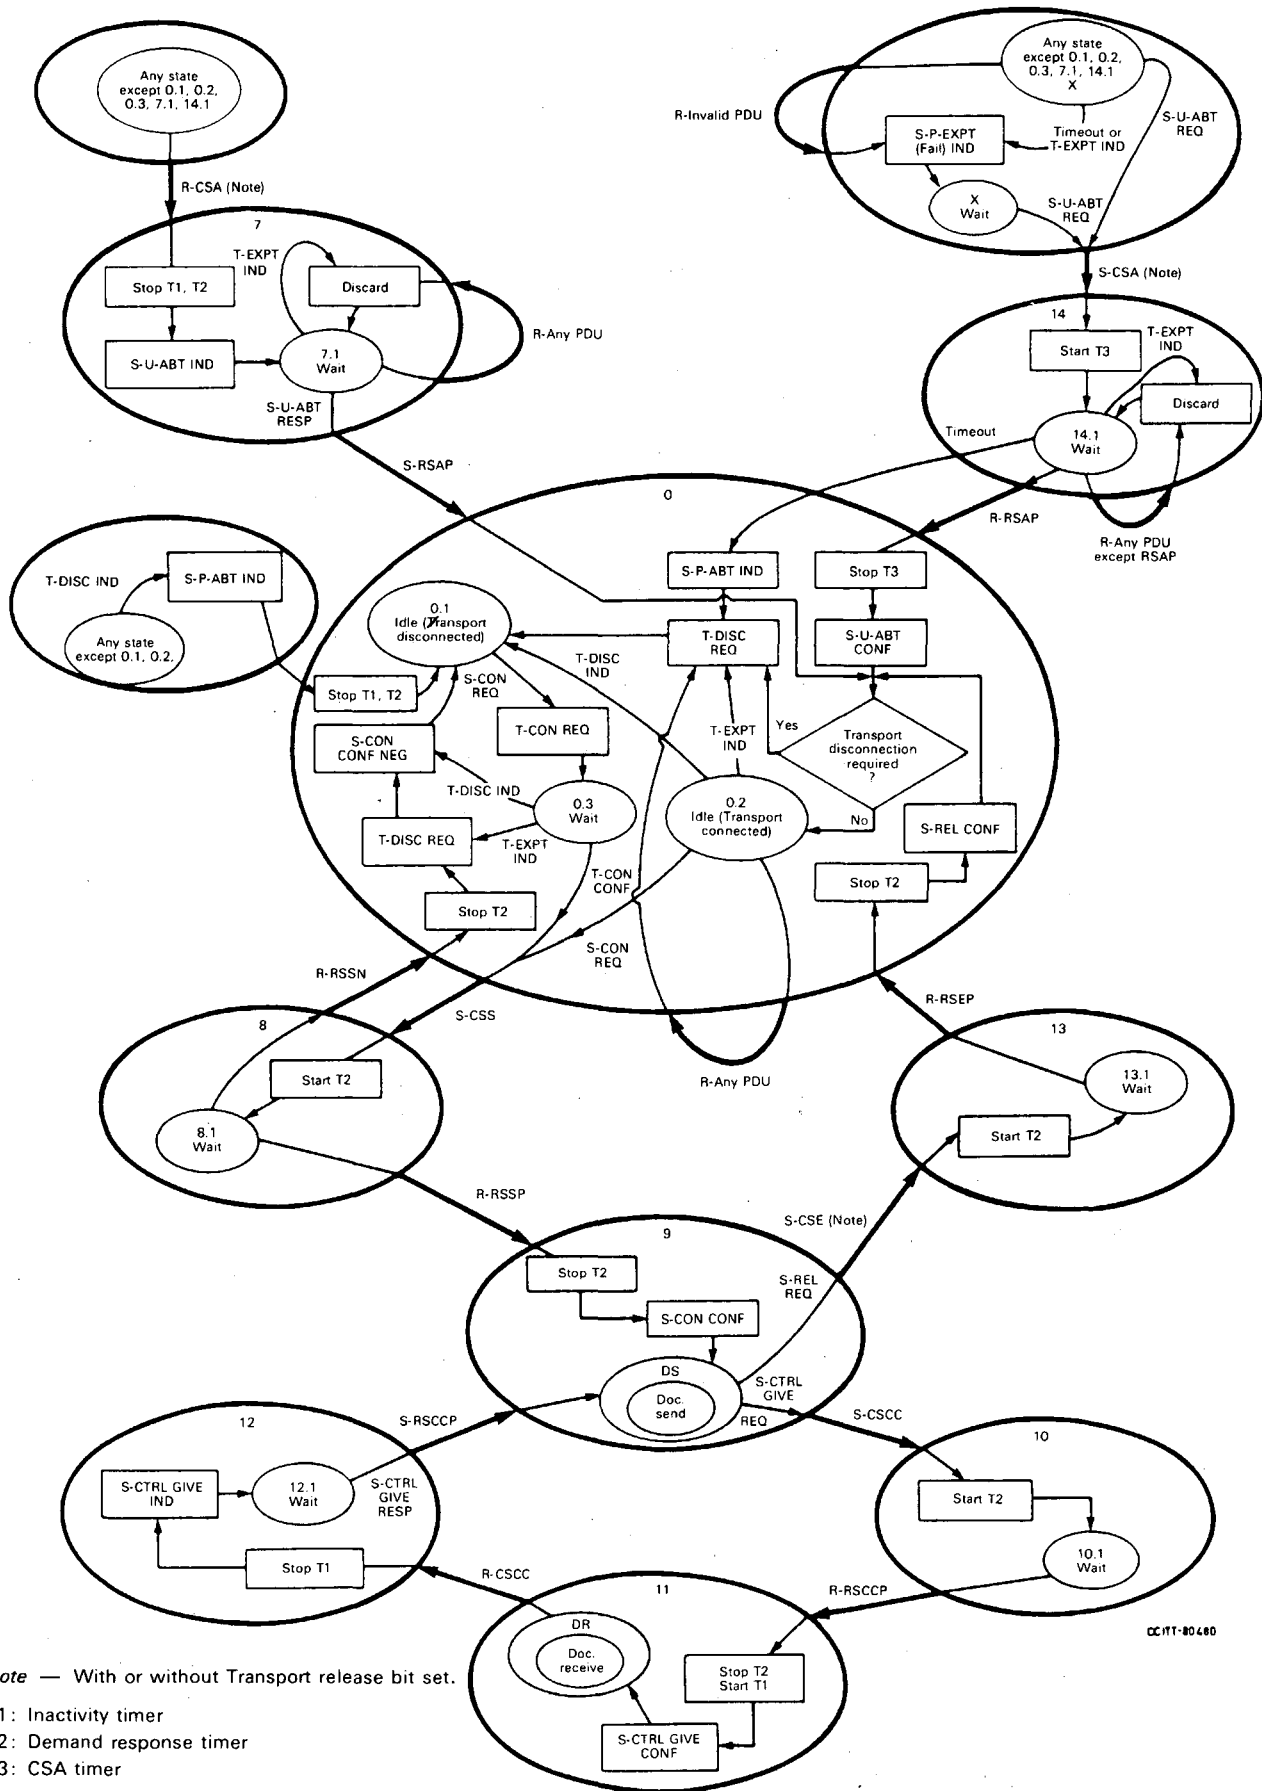 Any state
except 0.1, 0.2,
0.3, 7.1, 14.1
R-CSA (Note)
7
T-EXPT
IND
Stop T1, T2
Discard
S-U-ABT IND
7.1
Wait
R-Any PDU
S-U-ABT
RESP
S-RSAP
Any state
except 0.1, 0.2,
0.3, 7.1, 14.1
X
R-Invalid PDU
S-P-EXPT
(Fail) IND
Timeout or
T-EXPT IND
S-U-ABT
REQ
X
Wait
S-U-ABT
REQ
S-CSA (Note)
14
T-EXPT
IND
Start T3
Discard
Timeout
14.1
Wait
R-RSAP
R-Any PDU
except RSAP
0
T-DISC IND
S-P-ABT IND
Any state
except 0.1, 0.2,
S-P-ABT IND
Stop T3
0.1
Idle (Transport
disconnected)
T-DISC
REQ
S-U-ABT
CONF
T-DISC
IND
Stop T1, T2
S-CON
REQ
S-CON
CONF NEG
T-CON REQ
T-EXPT
IND
Yes
Transport
disconnection
required
?
T-DISC IND
0.3
Wait
0.2
Idle (Transport
connected)
No
S-REL CONF
T-DISC REQ
T-EXPT
IND
T-CON
CONF
Stop T2
Stop T2
S-CON
REQ
R-RSSN
S-CSS
R-Any PDU
R-RSEP
8
Start T2
8.1
Wait
13
13.1
Wait
Start T2
R-RSSP
S-CSE (Note)
9
Stop T2
S-CON CONF
S-REL
REQ
DS
Doc.
send
S-CTRL
GIVE
REQ
S-CSCC
S-RSCCP
12
S-CTRL GIVE
IND
12.1
Wait
S-CTRL
GIVE
RESP
Stop T1
R-CSCC
10
Start T2
10.1
Wait
R-RSCCP
11
DR
Doc.
receive
Stop T2
Start T1
S-CTRL GIVE
CONF
CCITT-80480
ote — With or without Transport release bit set.
1: Inactivity timer
2: Demand response timer
3: CSA timer